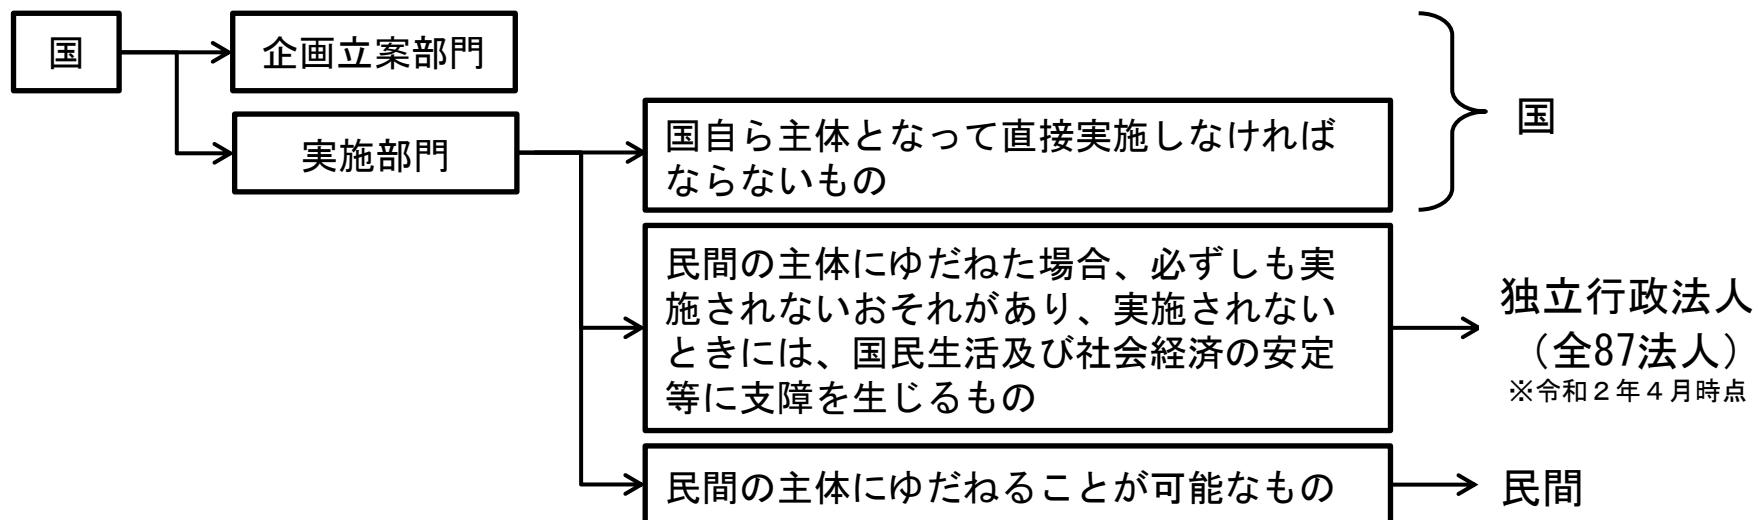 国
企画立案部門
実施部門
国自ら主体となって直接実施しなければ
ならないもの
国
民間の主体にゆだねた場合、必ずしも実
施されないおそれがあり、実施されない
ときには、国民生活及び社会経済の安定
等に支障を生じるもの
独立行政法人
（全87法人）
※令和２年４月時点
民間の主体にゆだねることが可能なもの
民間